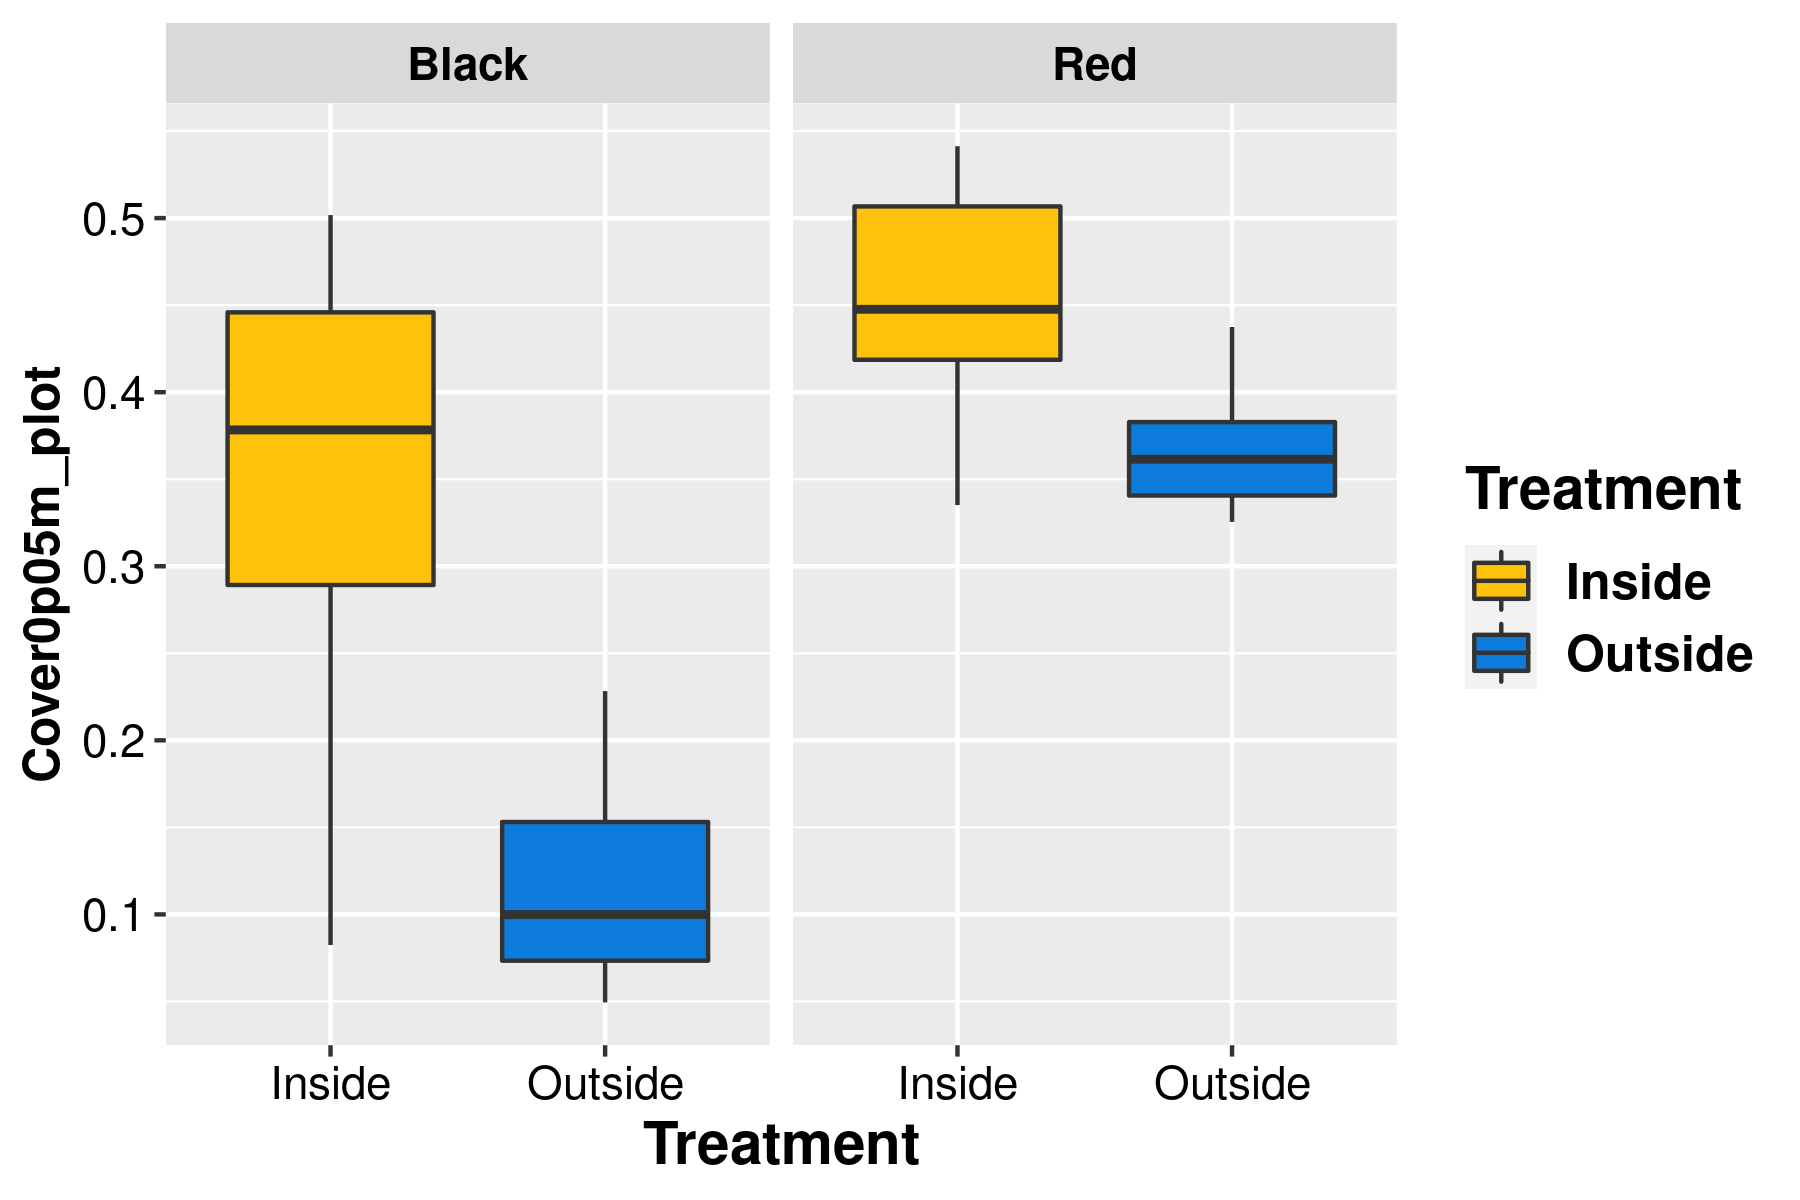 Black
Red
Cover0p05m_plot
0.5
0.4
0.3
0.2
0.1
Inside
Outside
Inside
Outside
Treatment
Treatment
Inside
Outside